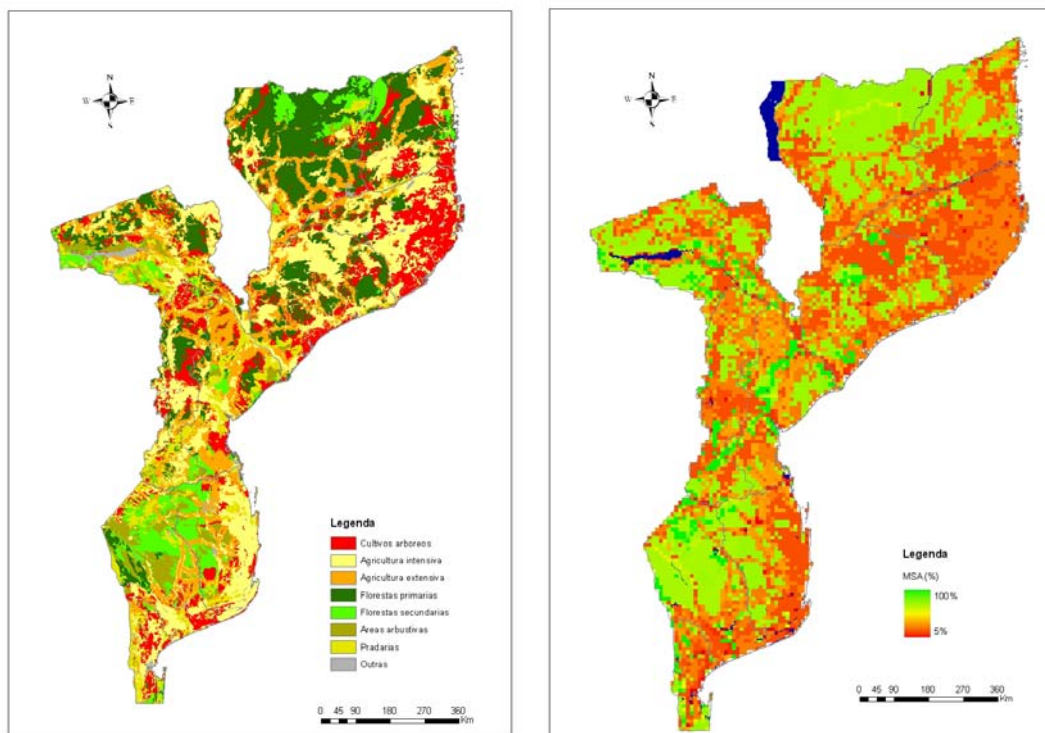 N
W E
S
Legenda
Cultivos arboreos
Agricultura intensiva
Agricultura extensiva
Florestas primarias
Florestas secundarias
Areas arbustivas
Pradarias
Outras
0 45 90 180 270 360
Km
N
W E
S
Legenda
MSA (%)
100%
5%
0 45 90 180 270 360
Km